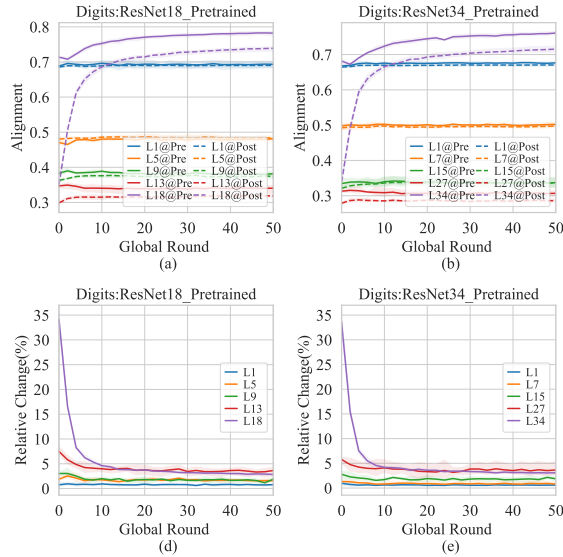 Digits:ResNet18_Pretrained
Alignment
0.8
0.7
0.6
0.5
0.4
0.3
L1@Pre L1@Post
L5@Pre L5@Post
L9@Pre L9@Post
L13@Pre L13@Post
L18@Pre L18@Post
0 10 20 30 40 50
Global Round
(a)
Digits:ResNet34_Pretrained
Alignment
0.7
0.6
0.5
0.4
0.3
L1@Pre L1@Post
L7@Pre L7@Post
L15@Pre L15@Post
L27@Pre L27@Post
L34@Pre L34@Post
0 10 20 30 40 50
Global Round
(b)
Digits:ResNet18_Pretrained
Relative Change(%)
35
30
25
20
15
10
5
0
L1
L5
L9
L13
L18
0 10 20 30 40 50
Global Round
(d)
Digits:ResNet34_Pretrained
Relative Change(%)
35
30
25
20
15
10
5
0
L1
L7
L15
L27
L34
0 10 20 30 40 50
Global Round
(e)